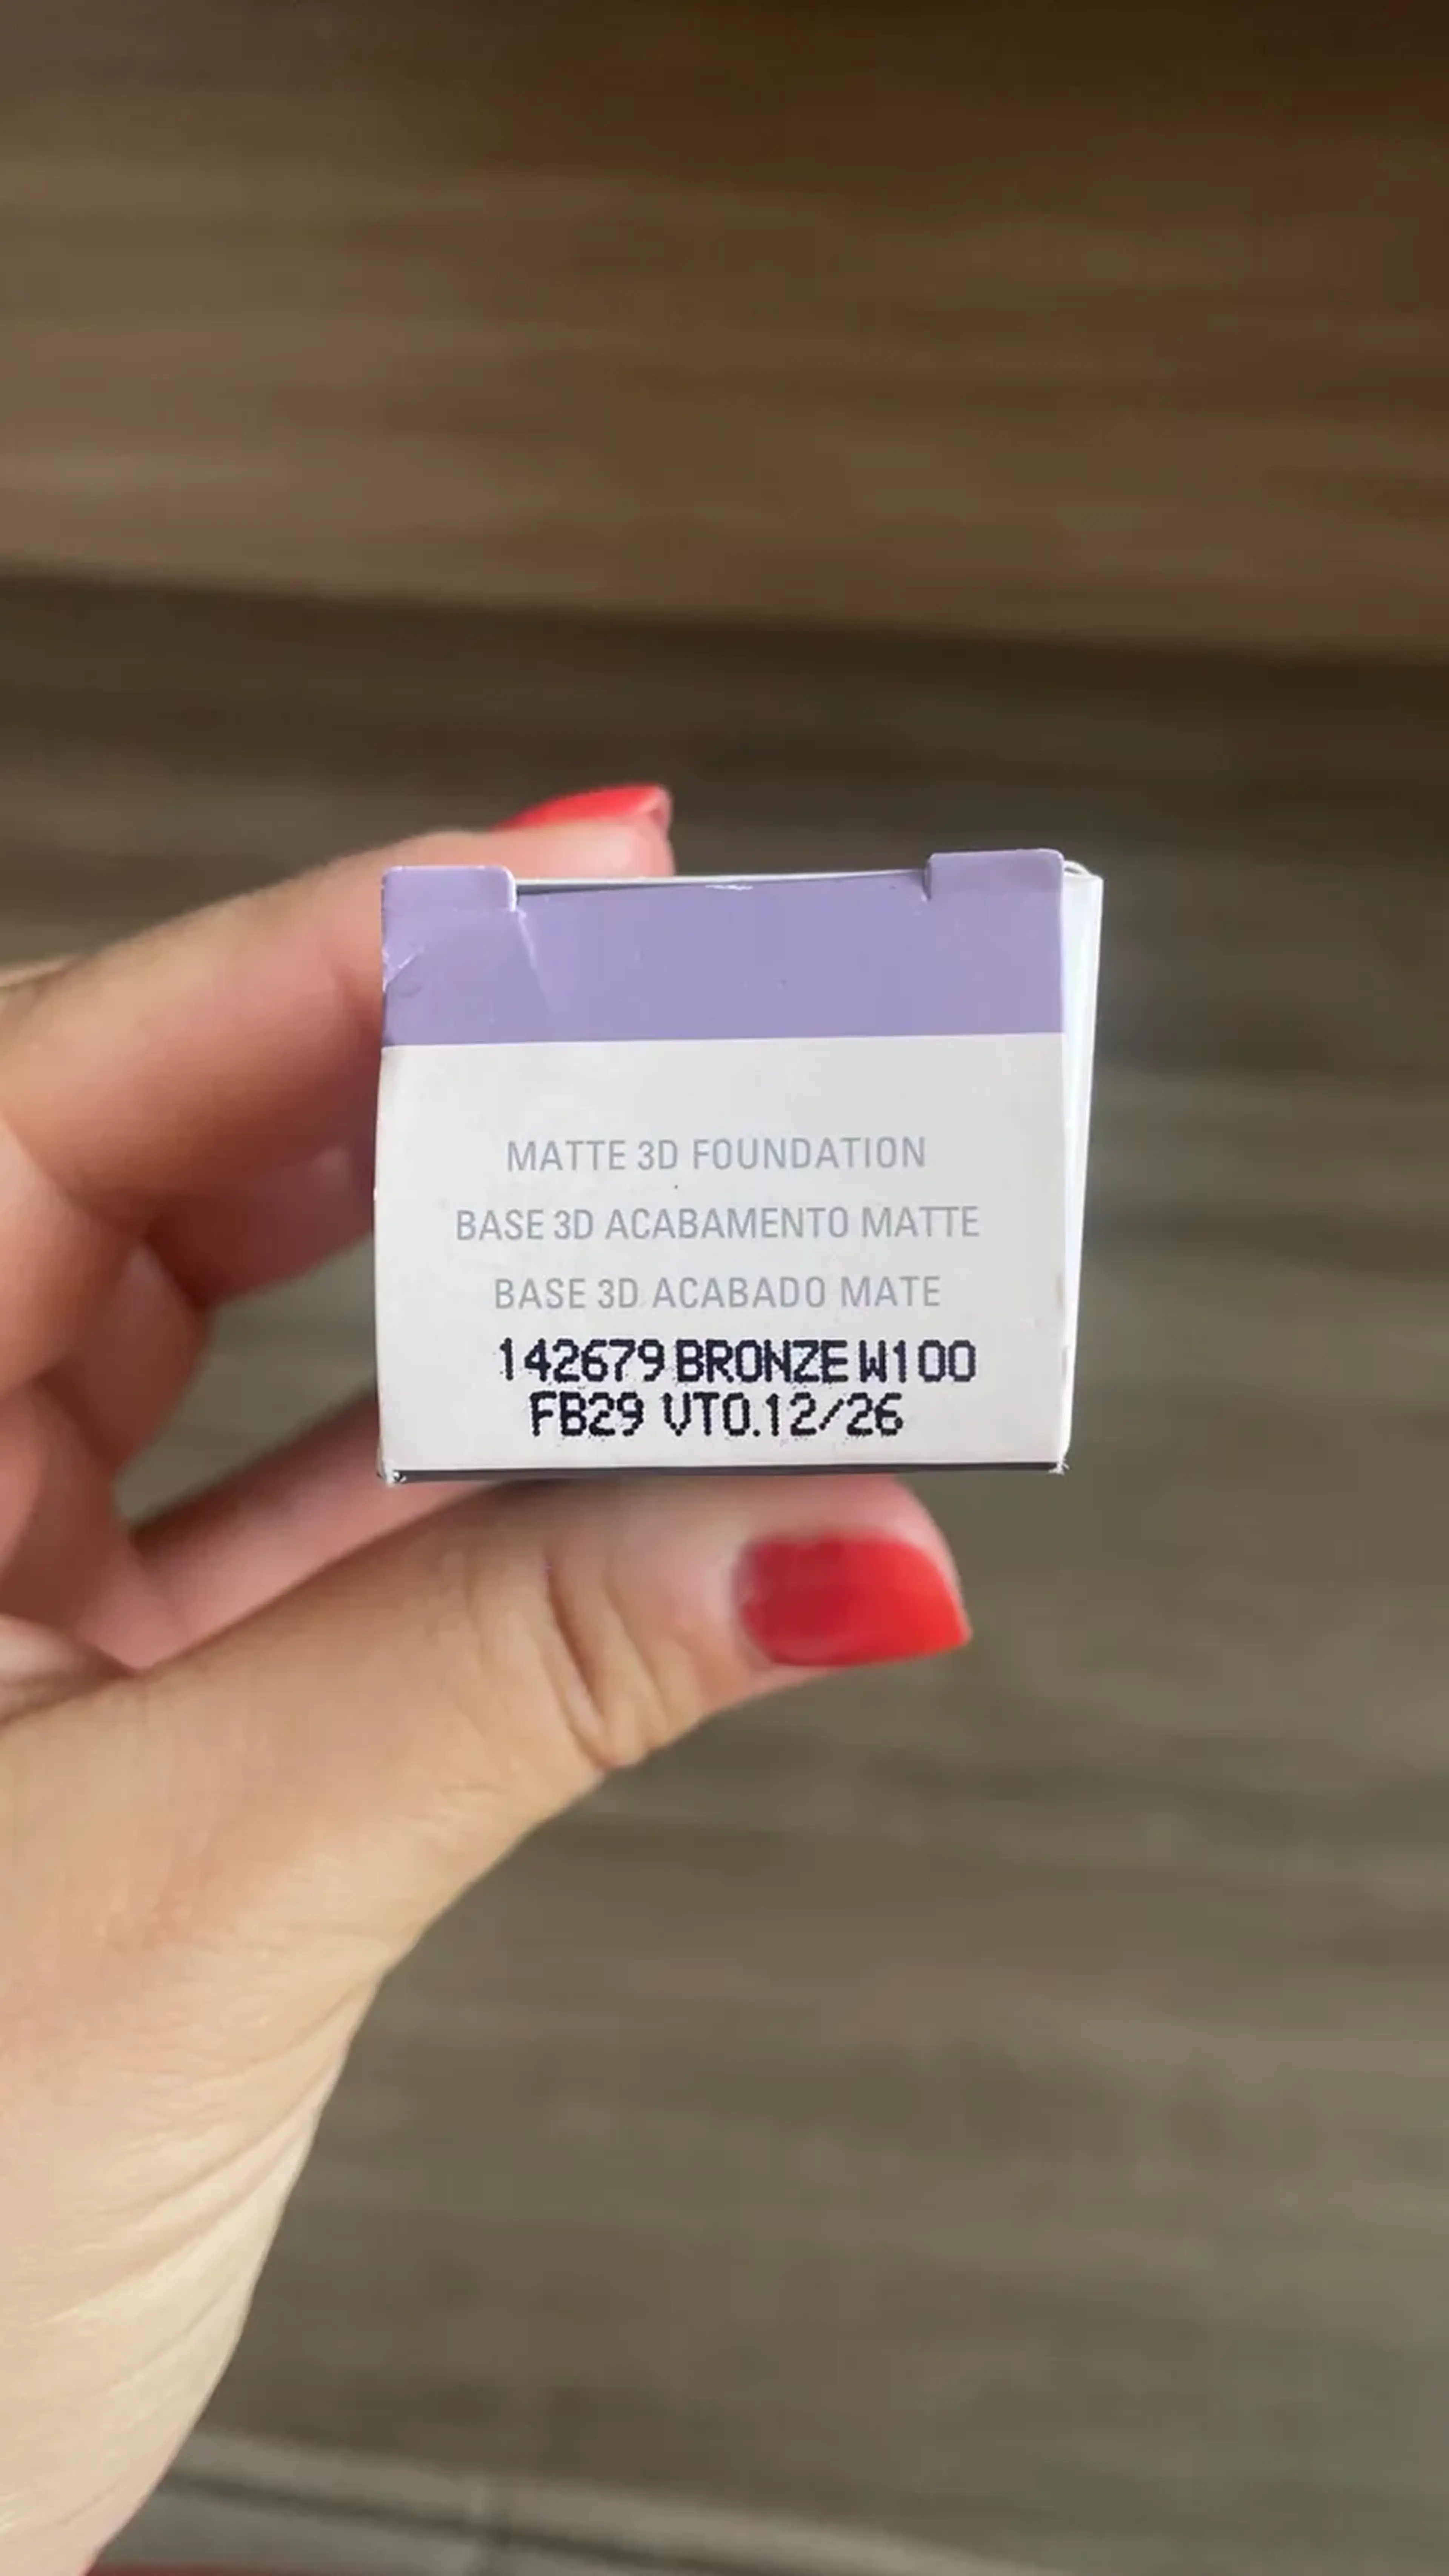 MATTE 3D FOUNDATION
BASE 3D ACABAMENTO MATTE
BASE 3D ACABADO MATE
142679 BRONZE W100
FB29 VTO.12/26